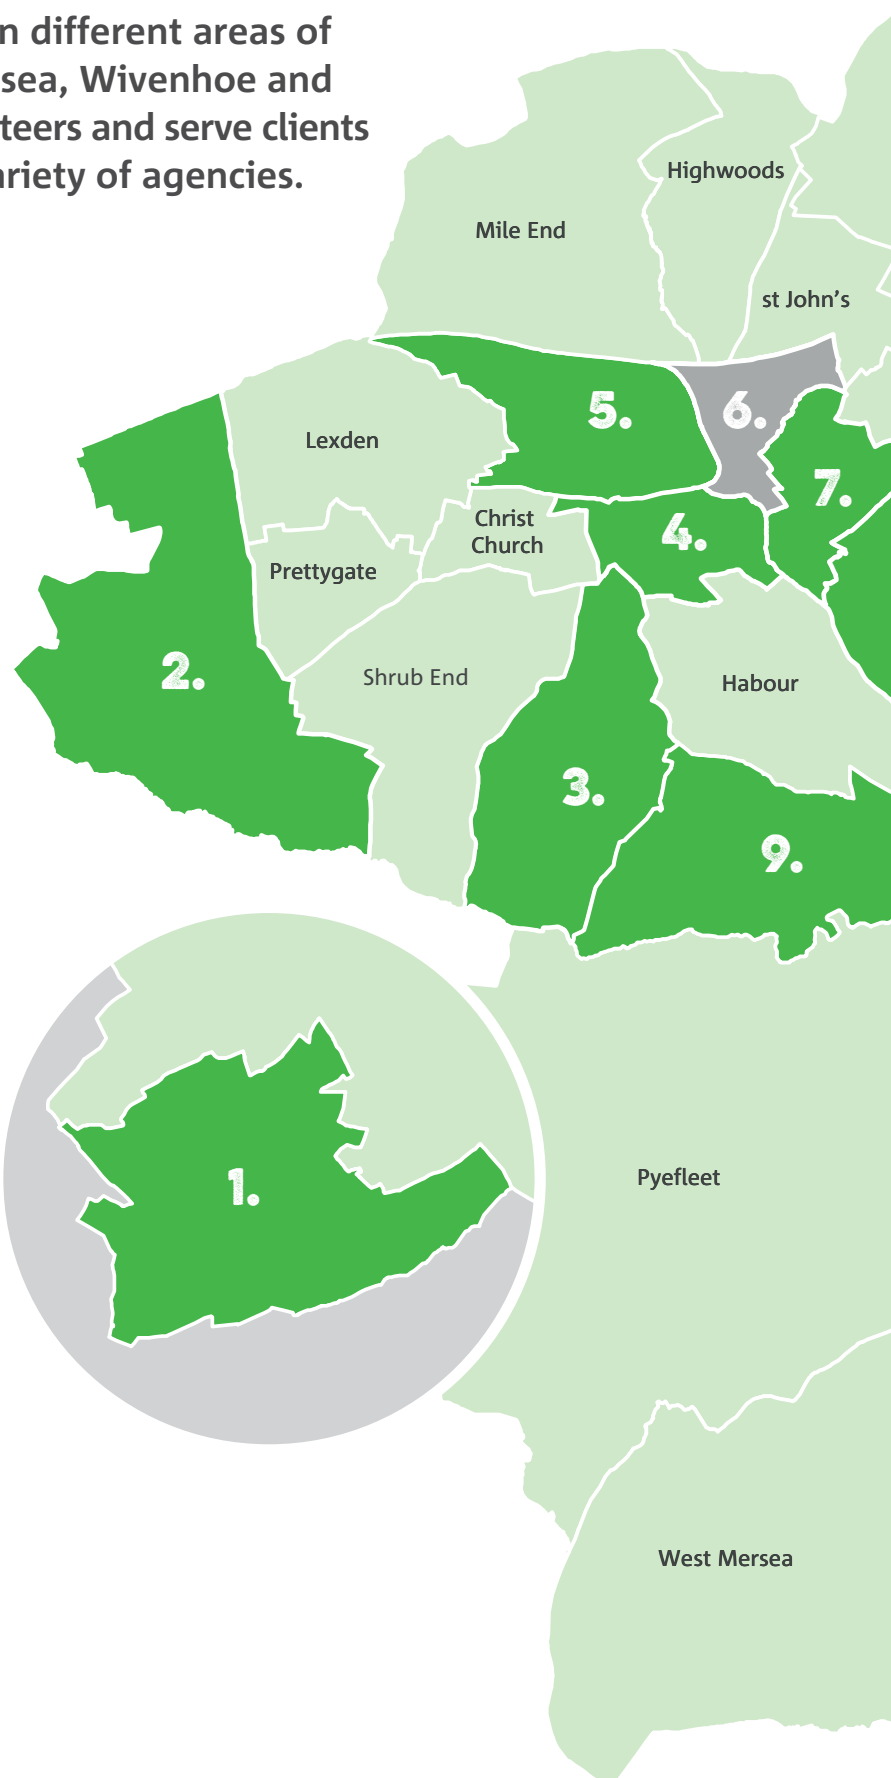 n different areas of
sea, Wivenhoe and
teers and serve clients
ariety of agencies.
Highwoods
Mile End
st John’s
5.
6.
Lexden
7.
Christ
Church
4.
Prettygate
2.
Shrub End
Habour
3.
9.
1.
Pyefleet
West Mersea